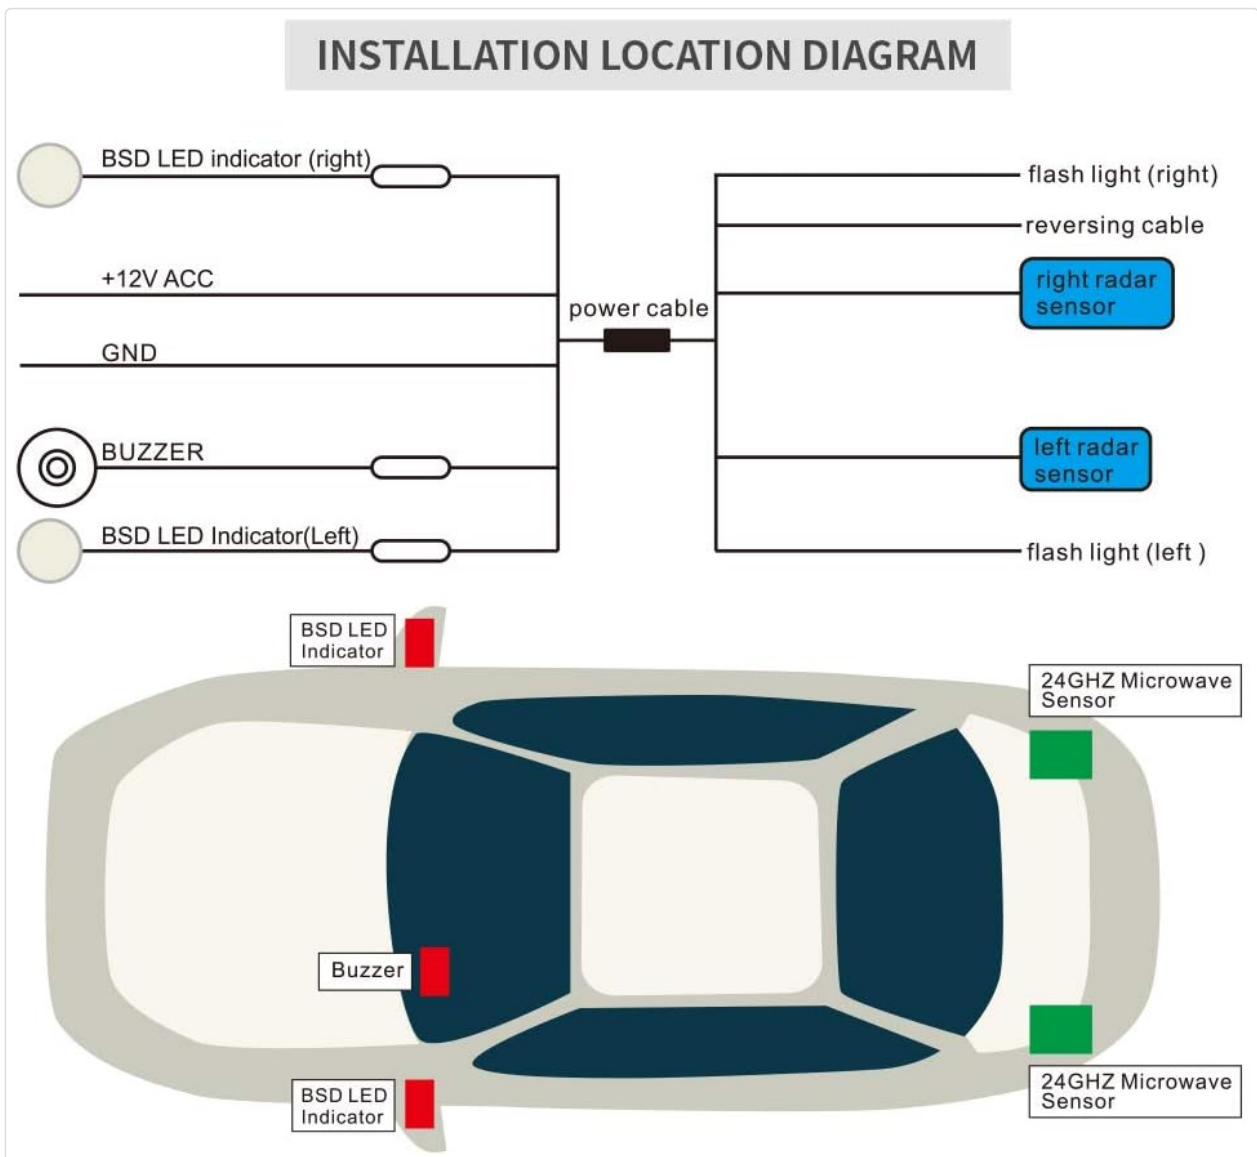 INSTALLATION LOCATION DIAGRAM
BSD LED indicator (right)
+12V ACC
GND
BUZZER
BSD LED Indicator(Left)
power cable
flash light (right)
reversing cable
right radar
sensor
left radar
sensor
flash light (left )
BSD LED
Indicator
24GHZ Microwave
Sensor
Buzzer
BSD LED
Indicator
24GHZ Microwave
Sensor